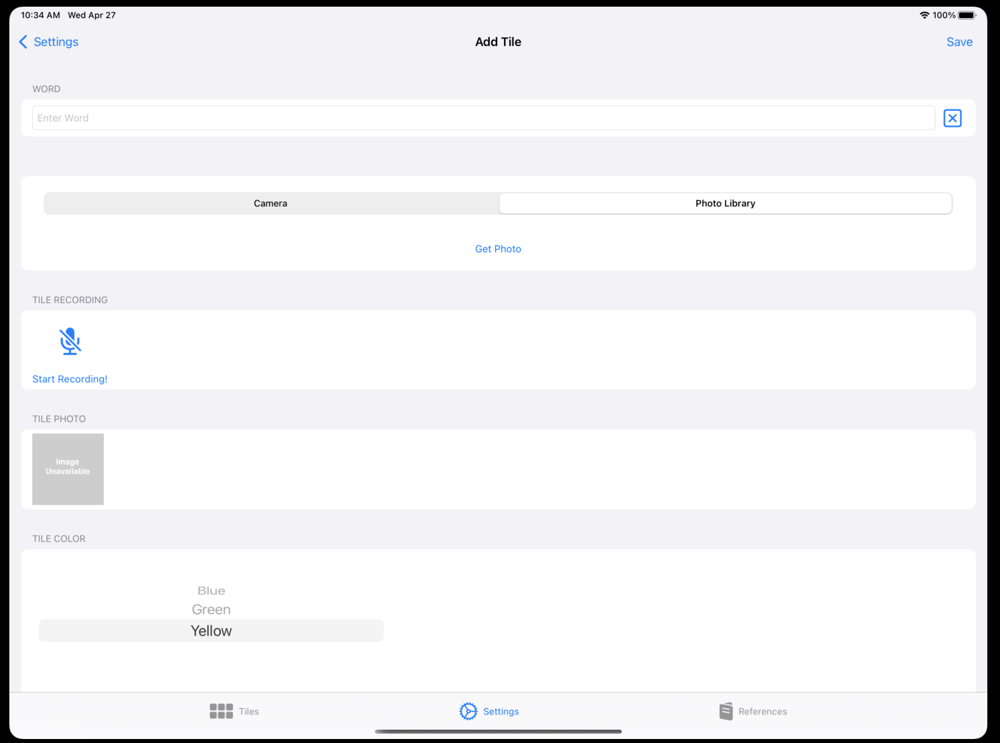 10:34 AM Wed Apr 27
100%
Settings
Add Tile
Save
WORD
Enter Word
Camera
Photo Library
Get Photo
TILE RECORDING
Start Recording!
TILE PHOTO
Image
Unavailable
TILE COLOR
Blue
Green
Yellow
Tiles
Settings
References